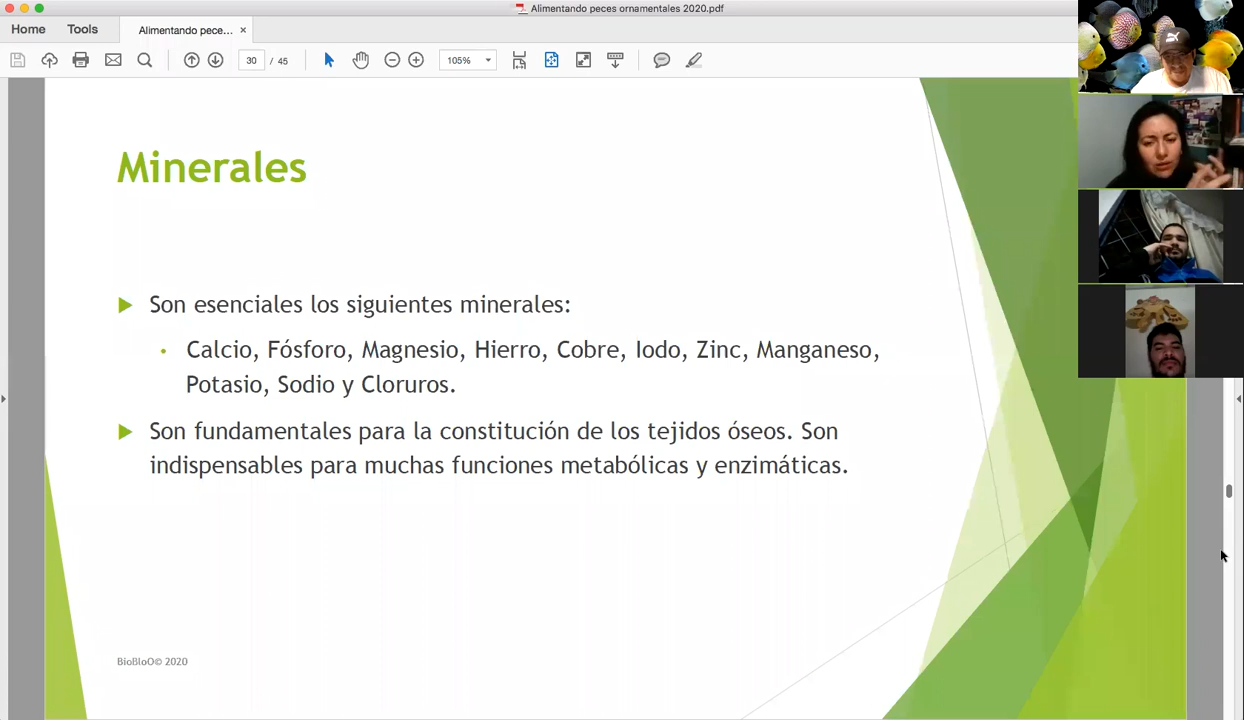 Alimentando peces ornamentales 2020.pdf
Home Tools Alimentando pece... ×
30 / 45 105%
Minerales
Son esenciales los siguientes minerales:
Calcio, Fósforo, Magnesio, Hierro, Cobre, Iodo, Zinc, Manganeso,
Potasio, Sodio y Cloruros.
Son fundamentales para la constitución de los tejidos óseos. Son
indispensables para muchas funciones metabólicas y enzimáticas.
BioBloO© 2020